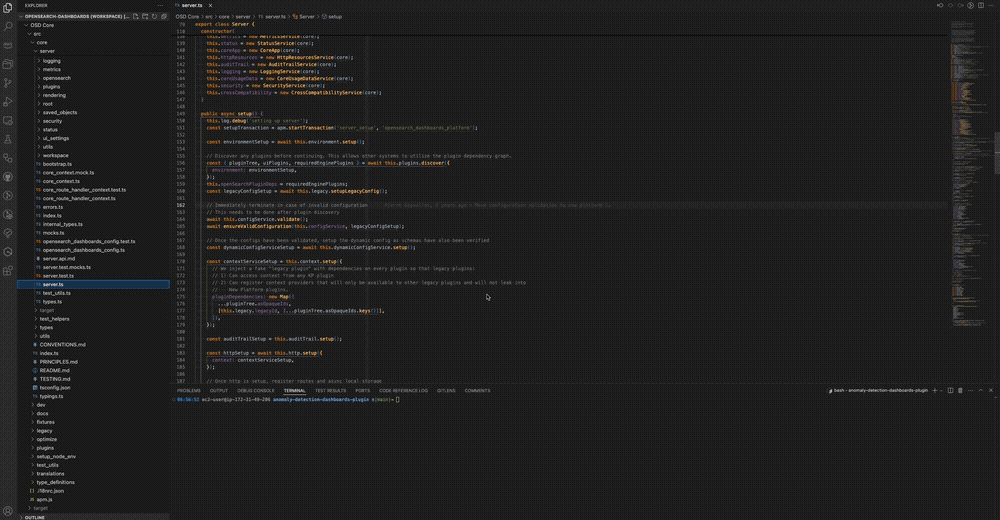 EXPLORER
OPENSEARCH-DASHBOARDS (WORKSPACE) [...
OSD Core
src
core
server
logging
metrics
opensearch
plugins
rendering
root
saved_objects
security
status
ui_settings
utils
workspace
bootstrap.ts
core_context.mock.ts
core_context.ts
core_route_handler_context.test.ts
core_route_handler_context.ts
errors.ts
index.ts
internal_types.ts
mocks.ts
opensearch_dashboards_config.test.ts
opensearch_dashboards_config.ts
server.api.md
server.test.mocks.ts
server.test.ts
server.ts
test_utils.ts
types.ts
target
test_helpers
types
utils
CONVENTIONS.md
index.ts
PRINCIPLES.md
README.md
TESTING.md
tsconfig.json
typings.ts
dev
docs
fixtures
legacy
optimize
plugins
setup_node_env
test_utils
translations
type_definitions
.i18nrc.json
apm.js
target
OUTLINE
TS server.ts ×
OSD Core > src > core > server > TS server.ts > Server > setup
79 export class Server {
110 constructor(
138 this.metrics = new MetricsService(core);
139 this.status = new StatusService(core);
140 this.coreApp = new CoreApp(core);
141 this.httpResources = new HttpResourcesService(core);
142 this.auditTrail = new AuditTrailService(core);
143 this.logging = new LoggingService(core);
144 this.coreUsageData = new CoreUsageDataService(core);
145 this.security = new SecurityService(core);
146 this.crossCompatibility = new CrossCompatibilityService(core);
147 }
148
149 public async setup() {
150 this.log.debug('setting up server');
151 const setupTransaction = apm.startTransaction('server_setup', 'opensearch_dashboards_platform');
152
153 const environmentSetup = await this.environment.setup();
154
155 // Discover any plugins before continuing. This allows other systems to utilize the plugin dependency graph.
156 const { pluginTree, uiPlugins, requiredEnginePlugins } = await this.plugins.discover({
157 environment: environmentSetup,
158 });
159 this.openSearchPluginDeps = requiredEnginePlugins;
160 const legacyConfigSetup = await this.legacy.setupLegacyConfig();
161
162 // Immediately terminate in case of invalid configuration
163 // This needs to be done after plugin discovery
164 await this.configService.validate();
165 await ensureValidConfiguration(this.configService, legacyConfigSetup);
166
167 // Once the configs have been validated, setup the dynamic config as schemas have also been verified
168 const dynamicConfigServiceSetup = await this.dynamicConfig.setup();
169
170 const contextServiceSetup = this.context.setup({
171 // We inject a fake "legacy plugin" with dependencies on every plugin so that legacy plugins:
172 // 1) Can access context from any KP plugin
173 // 2) Can register context providers that will only be available to other legacy plugins and will not leak into
174 // New Platform plugins.
175 pluginDependencies: new Map([
176 ...pluginTree.asOpaqueIds,
177 [this.legacy.legacyId, [...pluginTree.asOpaqueIds.keys()]],
178 ]),
179 });
180
181 const auditTrailSetup = this.auditTrail.setup();
182
183 const httpSetup = await this.http.setup({
184 context: contextServiceSetup,
185 });
186
187 // Once http is setup, register routes and async local storage
PROBLEMS OUTPUT DEBUG CONSOLE TERMINAL TEST RESULTS PORTS CODE REFERENCE LOG GITLENS COMMENTS
bash - anomaly-detection-dashboards-plugin
ec2-user@ip-172-31-49-206 anomaly-detection-dashboards-plugin